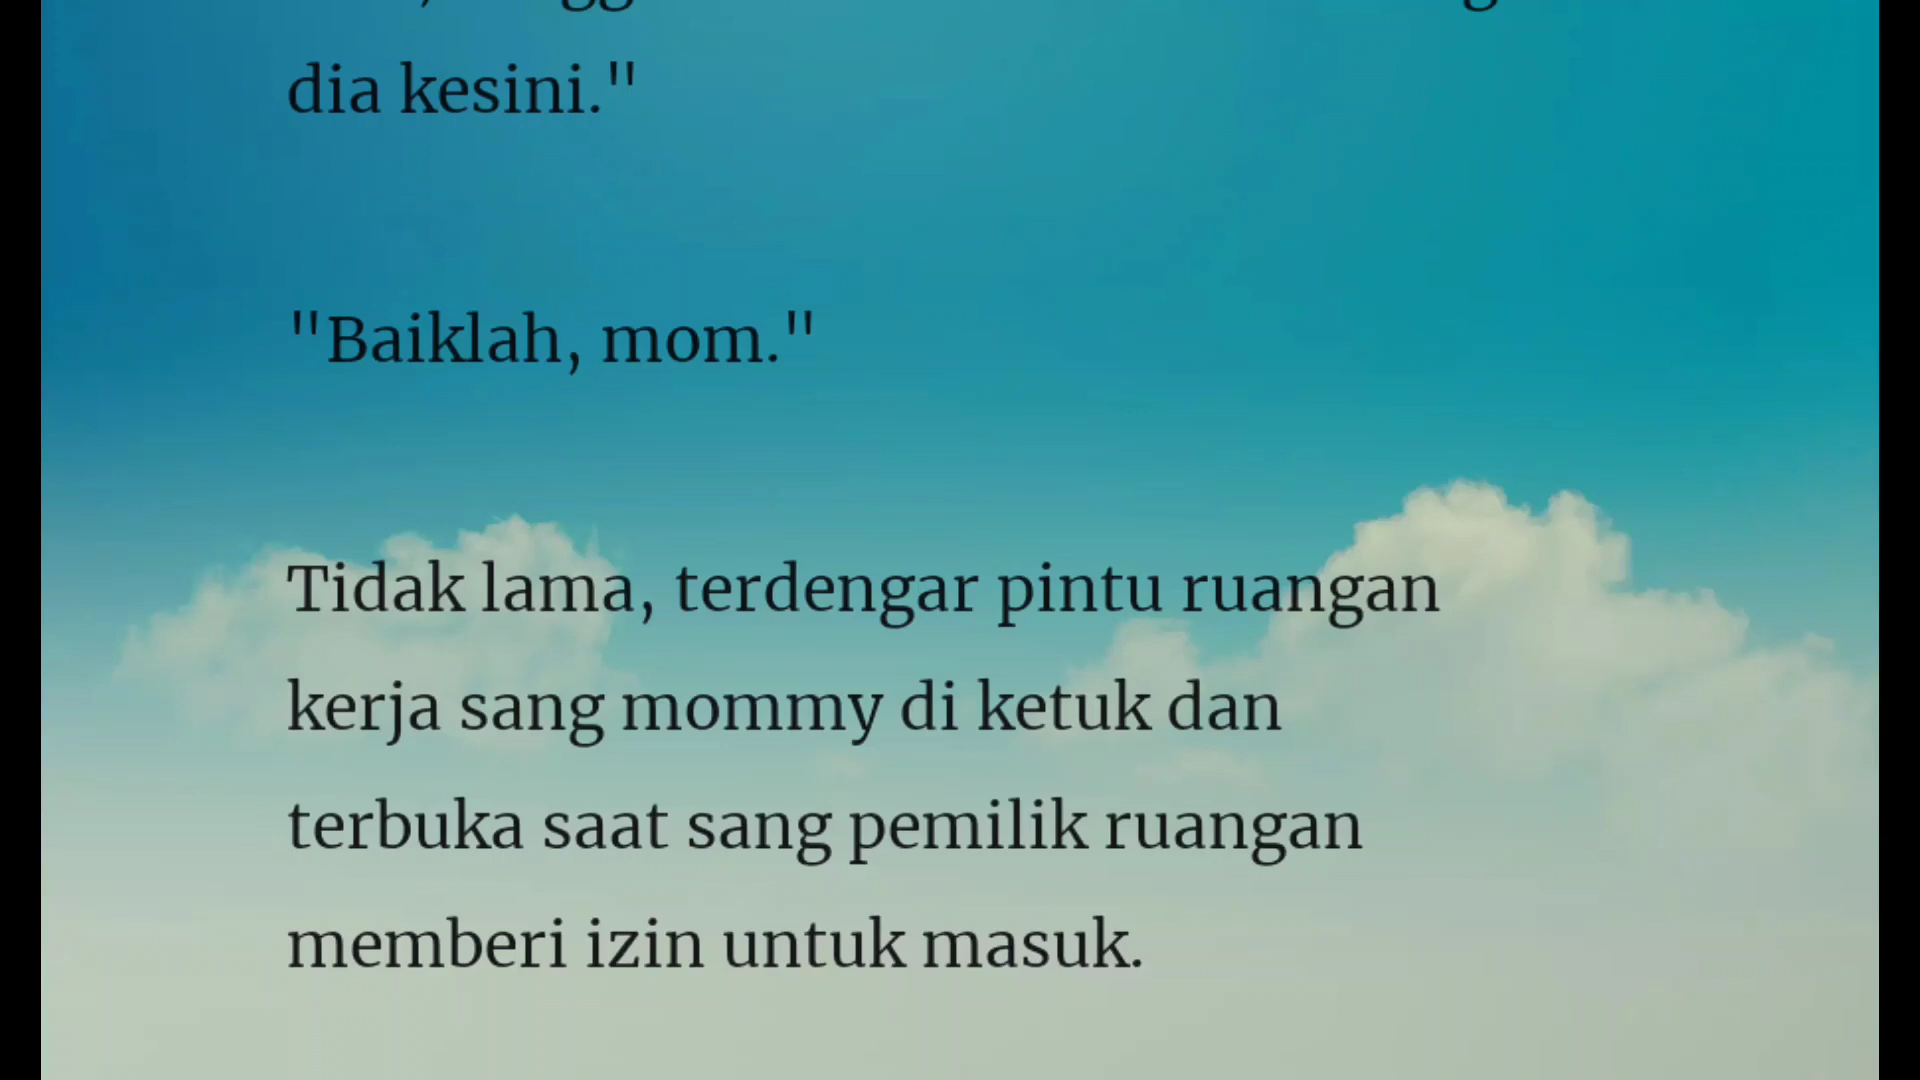 dia kesini."
"Baiklah, mom."
Tidak lama, terdengar pintu ruangan
kerja sang mommy di ketuk dan
terbuka saat sang pemilik ruangan
memberi izin untuk masuk.